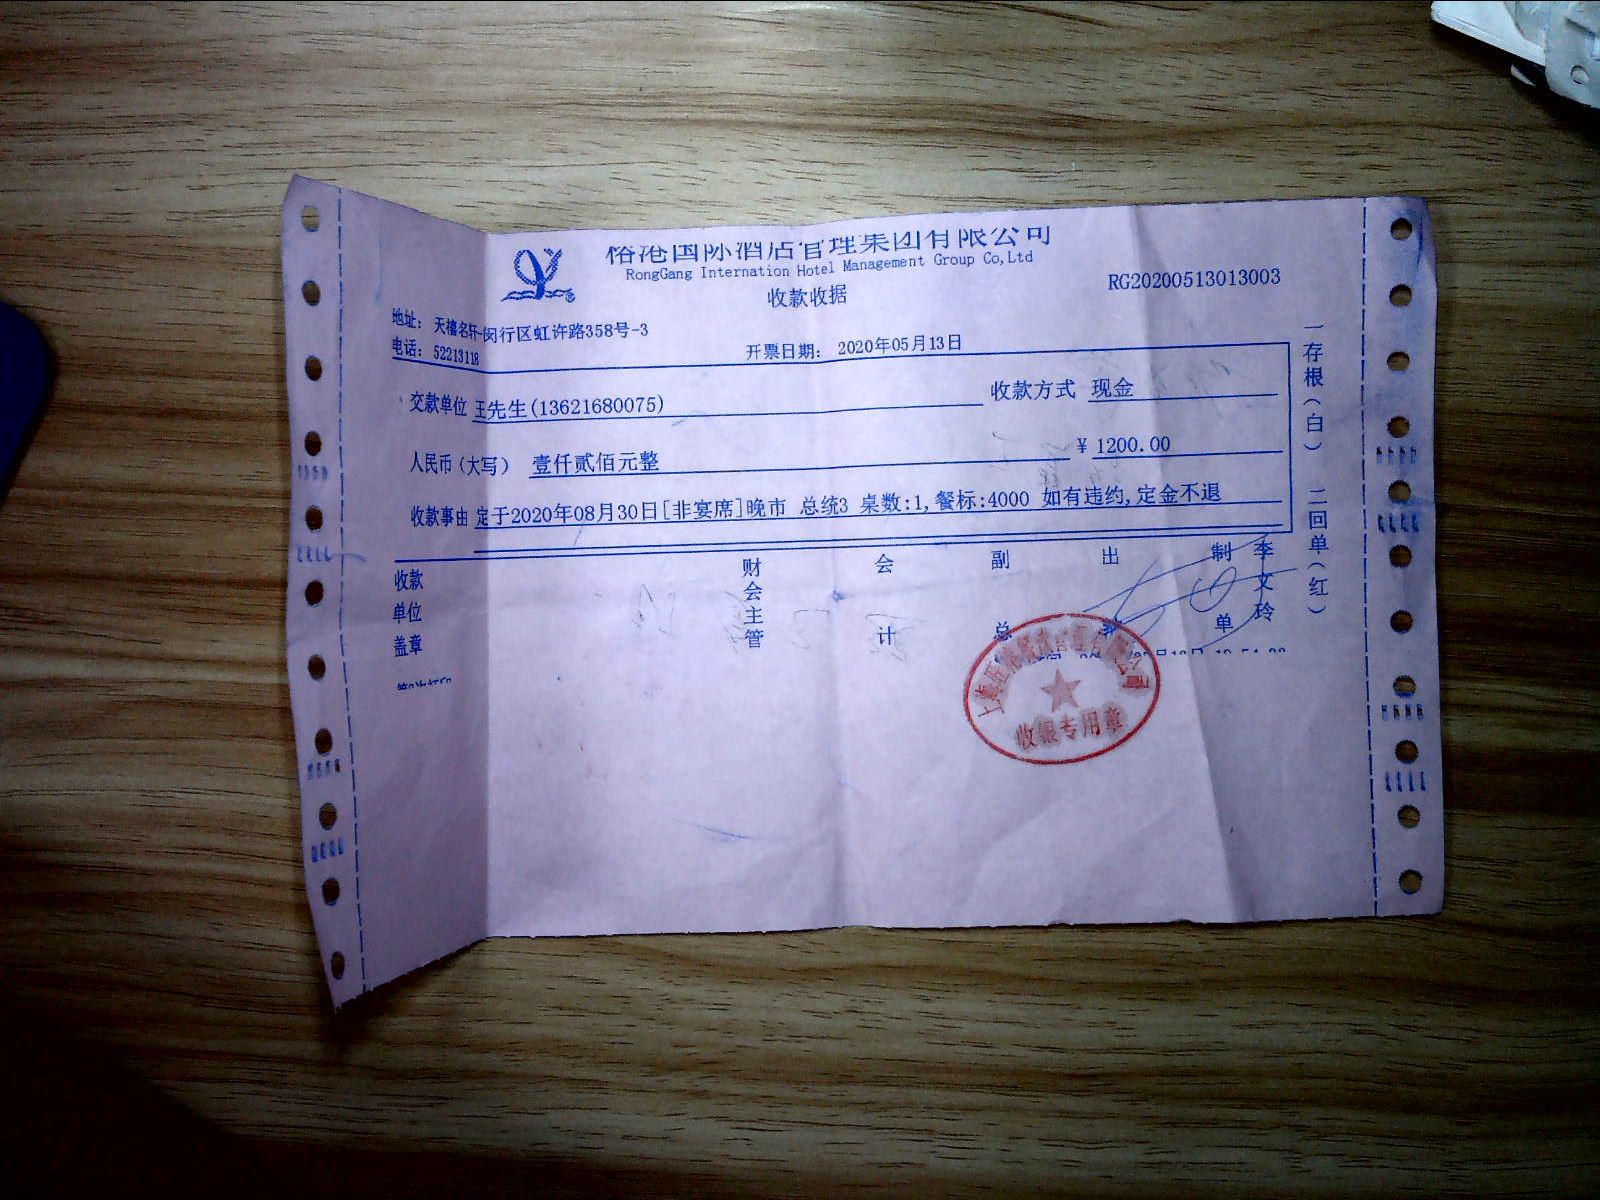 港国际酒店管理集团有限公司
RongGang Internation Hotel Management Group Co,Ltd
收款收据
RG20200513013003
地址: 天禧名轩-闵行区虹许路358号-3
电话: 52213118
开票日期: 2020年05月13日
交款单位 王先生(13621680075)
收款方式 现金
人民币(大写) 壹仟贰佰元整
¥ 1200.00
收款事由 定于2020年08月30日[非宴席]晚市 总统3 桌数:1,餐标:4000 如有违约,定金不退
收款单位盖章
财会主管
会计
副总
出
制单
李文玲
一存根(白)
二回单(红)
收银专用章